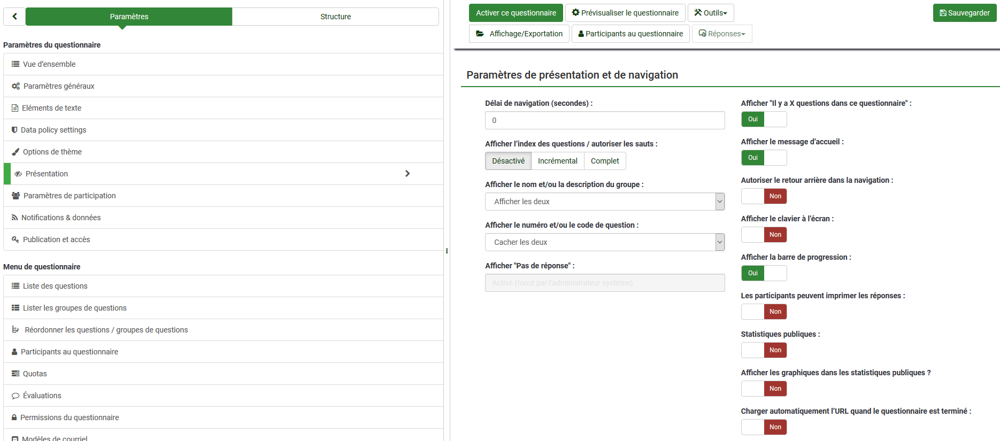 Paramètres
Structure
Paramètres du questionnaire
Vue d'ensemble
Paramètres généraux
Eléments de texte
Data policy settings
Options de thème
Présentation
Paramètres de participation
Notifications & données
Publication et accès
Menu de questionnaire
Liste des questions
Lister les groupes de questions
Réordonner les questions / groupes de questions
Participants au questionnaire
Quotas
Évaluations
Permissions du questionnaire
Modèles de courriel
Activer ce questionnaire
Prévisualiser le questionnaire
Outils
Sauvegarder
Affichage/Exportation
Participants au questionnaire
Réponses
Paramètres de présentation et de navigation
Délai de navigation (secondes) :
0
Afficher l'index des questions / autoriser les sauts :
Désactivé
Incrémental
Complet
Afficher le nom et/ou la description du groupe :
Afficher les deux
Afficher le numéro et/ou le code de question :
Cacher les deux
Afficher "Pas de réponse" :
Activé (forcé par l'administrateur système)
Afficher "Il y a X questions dans ce questionnaire" :
Oui
Afficher le message d'accueil :
Oui
Autoriser le retour arrière dans la navigation :
Non
Afficher le clavier à l'écran :
Non
Afficher la barre de progression :
Oui
Les participants peuvent imprimer les réponses :
Non
Statistiques publiques :
Non
Afficher les graphiques dans les statistiques publiques ?
Non
Charger automatiquement l'URL quand le questionnaire est terminé :
Non